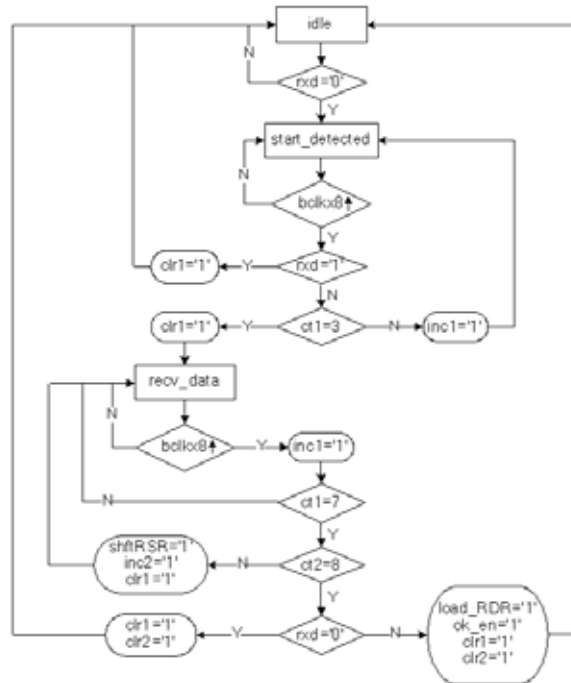 idle
N
rxd='0'
Y
start_detected
N
bclkx8↑
Y
clr1='1'
Y
rxd='1'
N
clr1='1'
Y
ct1=3
N
inc1='1'
recv_data
N
bclkx8↑
Y
inc1='1'
N
ct1=7
Y
shftRSR='1'
inc2='1'
clr1='1'
N
ct2=8
Y
clr1='1'
clr2='1'
Y
rxd='0'
N
load_RDR='1'
ok_en='1'
clr1='1'
clr2='1'